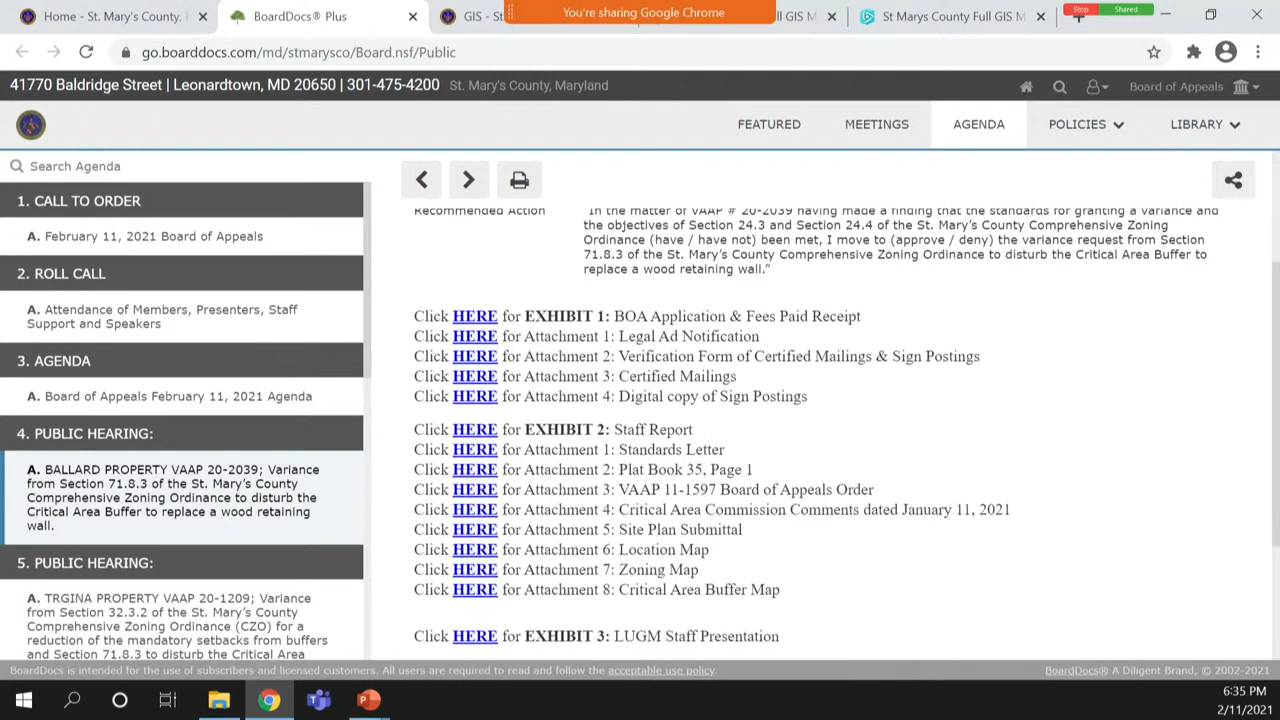 Home - St. Mary's County,
BoardDocs® Plus
GIS - St
You're sharing Google Chrome
ll GIS M
St Marys County Full GIS M
Stop
Shared
go.boarddocs.com/md/stmarysco/Board.nsf/Public
41770 Baldridge Street | Leonardtown, MD 20650 | 301-475-4200
St. Mary's County, Maryland
Board of Appeals
FEATURED
MEETINGS
AGENDA
POLICIES
LIBRARY
Search Agenda
1. CALL TO ORDER
A. February 11, 2021 Board of Appeals
2. ROLL CALL
A. Attendance of Members, Presenters, Staff
Support and Speakers
3. AGENDA
A. Board of Appeals February 11, 2021 Agenda
4. PUBLIC HEARING:
A. BALLARD PROPERTY VAAP 20-2039; Variance
from Section 71.8.3 of the St. Mary's County
Comprehensive Zoning Ordinance to disturb the
Critical Area Buffer to replace a wood retaining
wall.
5. PUBLIC HEARING:
A. TRGINA PROPERTY VAAP 20-1209; Variance
from Section 32.3.2 of the St. Mary's County
Comprehensive Zoning Ordinance (CZO) for a
reduction of the mandatory setbacks from buffers
and Section 71.8.3 to disturb the Critical Area
Recommended Action
"In the matter of VAAP # 20-2039 having made a finding that the standards for granting a variance and
the objectives of Section 24.3 and Section 24.4 of the St. Mary's County Comprehensive Zoning
Ordinance (have / have not) been met, I move to (approve / deny) the variance request from Section
71.8.3 of the St. Mary's County Comprehensive Zoning Ordinance to disturb the Critical Area Buffer to
replace a wood retaining wall."
Click HERE for EXHIBIT 1: BOA Application & Fees Paid Receipt
Click HERE for Attachment 1: Legal Ad Notification
Click HERE for Attachment 2: Verification Form of Certified Mailings & Sign Postings
Click HERE for Attachment 3: Certified Mailings
Click HERE for Attachment 4: Digital copy of Sign Postings
Click HERE for EXHIBIT 2: Staff Report
Click HERE for Attachment 1: Standards Letter
Click HERE for Attachment 2: Plat Book 35, Page 1
Click HERE for Attachment 3: VAAP 11-1597 Board of Appeals Order
Click HERE for Attachment 4: Critical Area Commission Comments dated January 11, 2021
Click HERE for Attachment 5: Site Plan Submittal
Click HERE for Attachment 6: Location Map
Click HERE for Attachment 7: Zoning Map
Click HERE for Attachment 8: Critical Area Buffer Map
Click HERE for EXHIBIT 3: LUGM Staff Presentation
BoardDocs is intended for the use of subscribers and licensed customers. All users are required to read and follow the acceptable use policy.
BoardDocs® A Diligent Brand, © 2002-2021
6:35 PM
2/11/2021